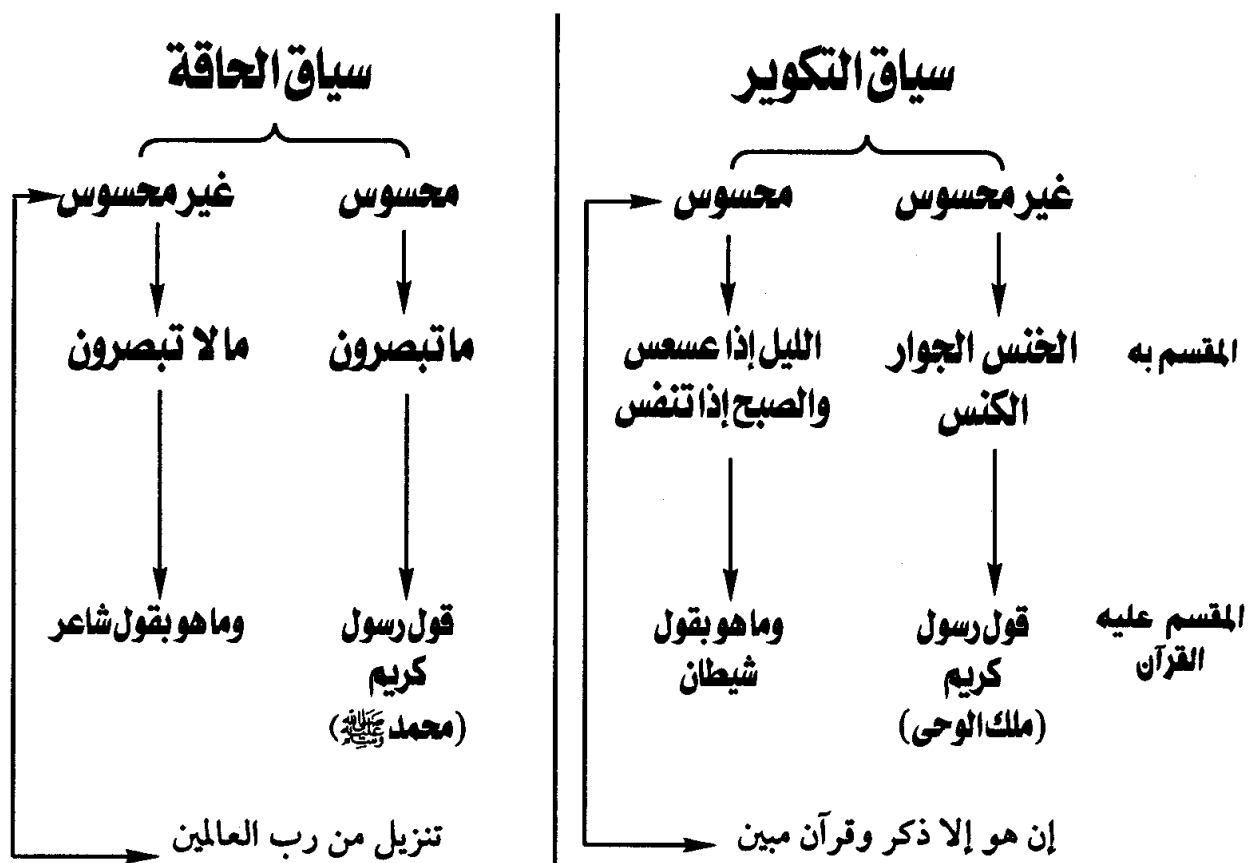 سياق التكوير
غير محسوس
محسوس
المقسم به
الخنس الجوار
الكنس
الليل إذا عسعس
والصبح إذا تنفس
المقسم عليه
القرآن
قول رسول
كريم
(ملك الوحى)
وما هو بقول
شيطان
إن هو إلا ذكر وقرآن مبين
سياق الحاقة
محسوس
غير محسوس
ما تبصرون
ما لا تبصرون
قول رسول
كريم
(محمد ﷺ)
وما هو بقول شاعر
تنزيل من رب العالمين